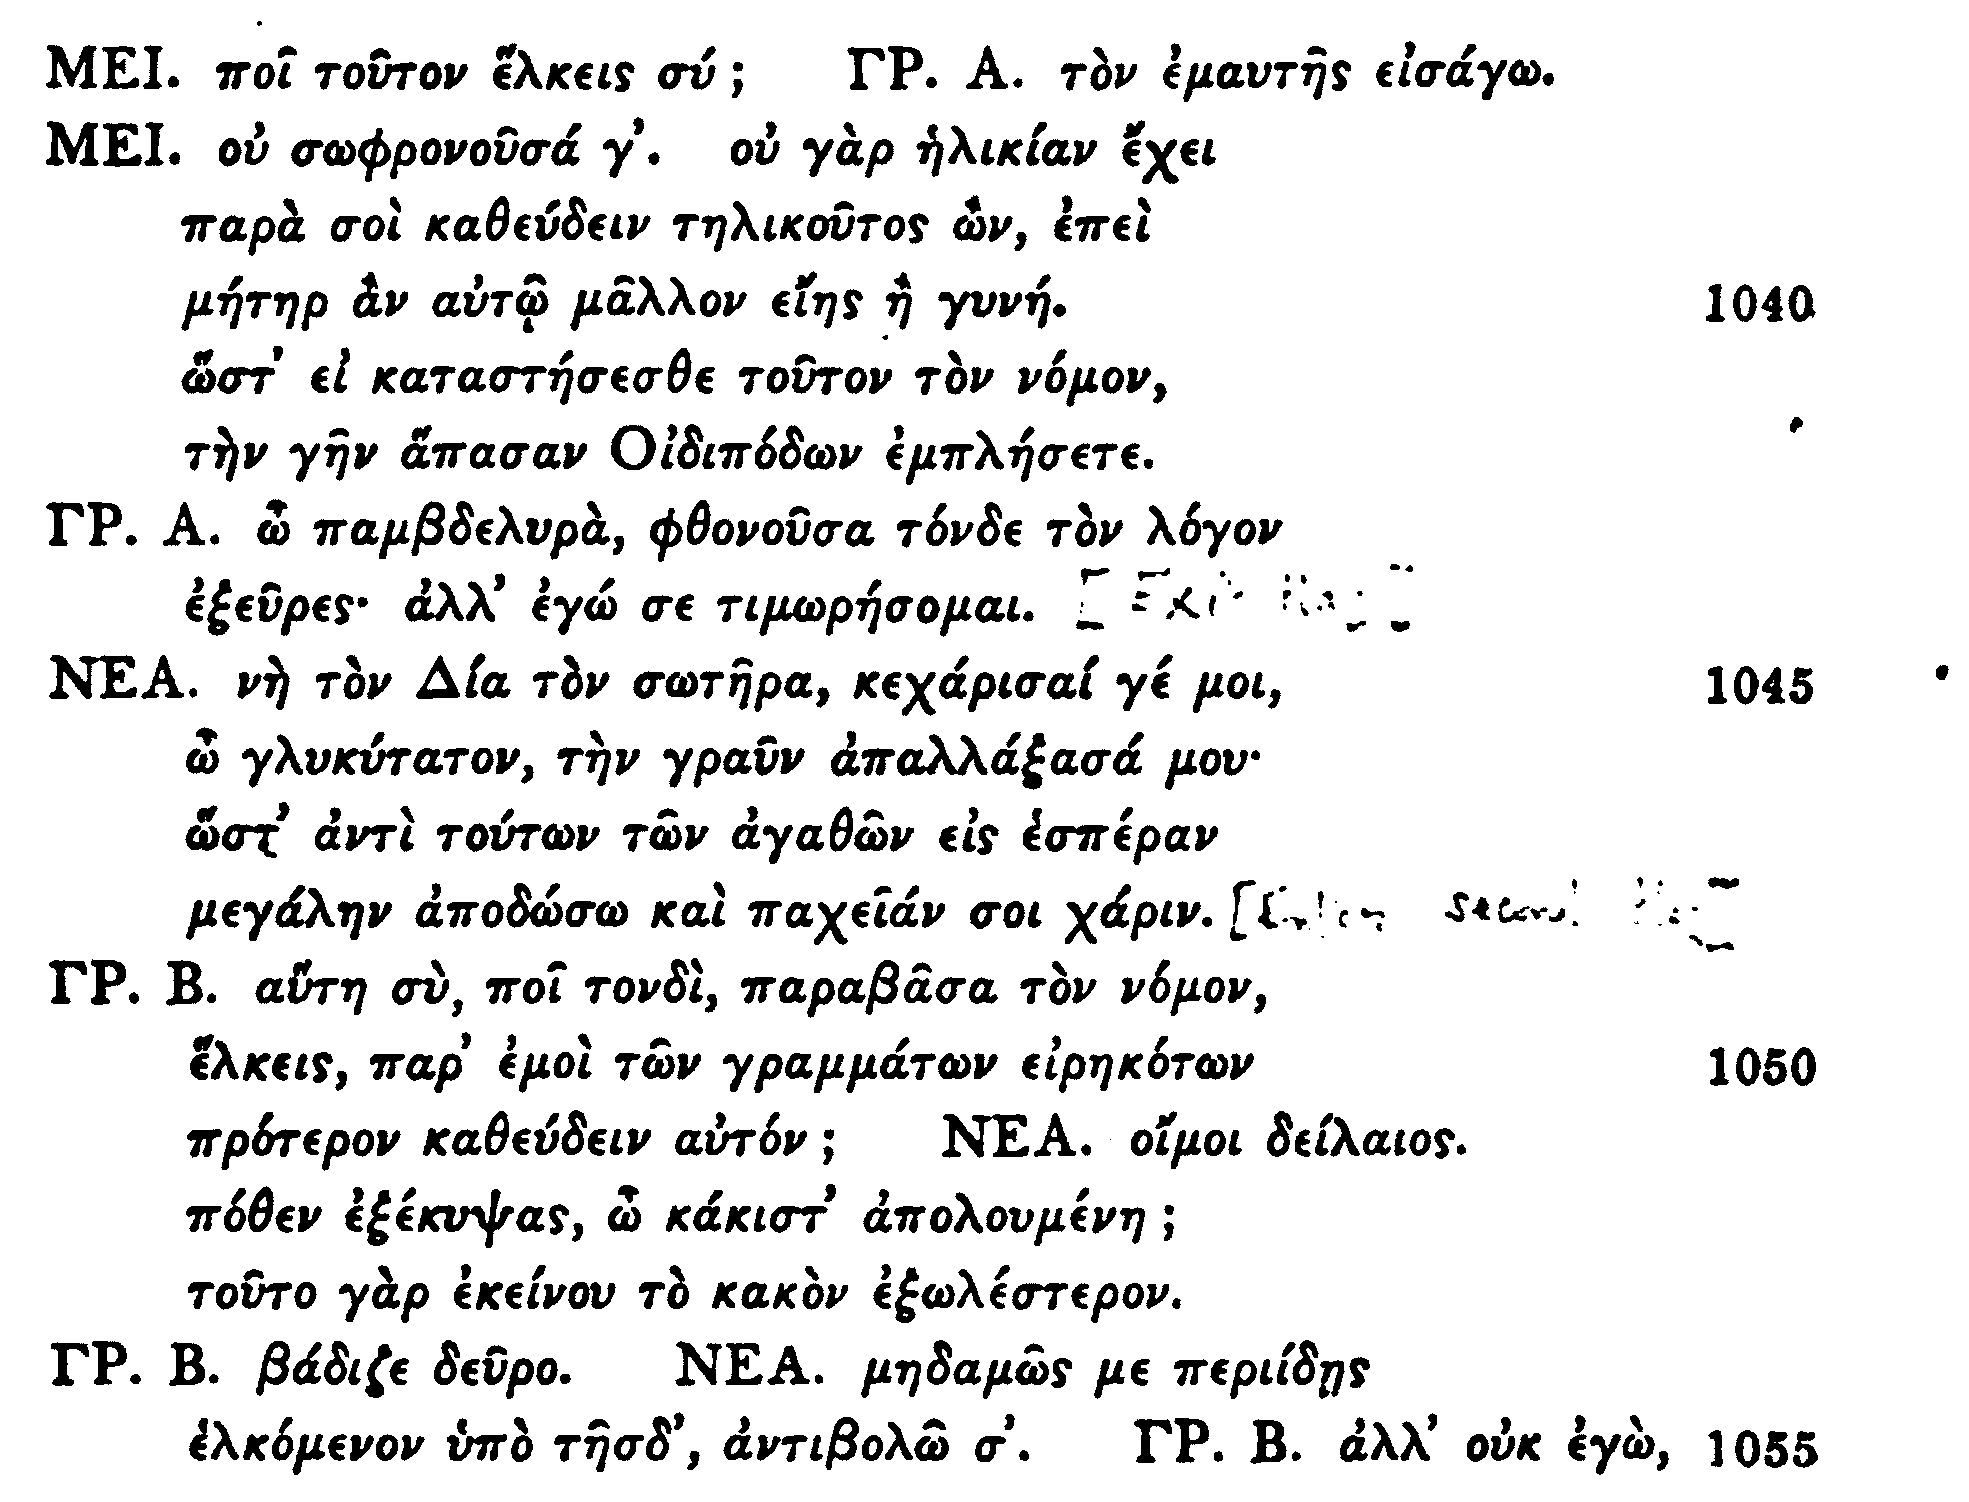 ΜΕΙ. ποῖ τοῦτον ἕλκεις σύ; ΓΡ. Α. τὸν ἐμαυτῆς εἰσάγω.
ΜΕΙ. οὐ σωφρονοῦσά γ’. οὐ γὰρ ἡλικίαν ἔχει
παρὰ σοὶ καθεύδειν τηλικοῦτος ὤν, ἐπεὶ
μήτηρ ἂν αὐτῷ μᾶλλον εἴης ἢ γυνή. 1040
ὥστ’ εἰ καταστήσεσθε τοῦτον τὸν νόμον,
τὴν γῆν ἅπασαν Οἰδιπόδων ἐμπλήσετε.
ΓΡ. Α. ὦ παμβδελυρὰ, φθονοῦσα τόνδε τὸν λόγον
ἐξεῦρες· ἀλλ’ ἐγώ σε τιμωρήσομαι. [Exit
ΝΕΑ. νὴ τὸν Δία τὸν σωτῆρα, κεχάρισαί γέ μοι, 1045
ὦ γλυκύτατον, τὴν γραῦν ἀπαλλάξασά μου·
ὥστ’ ἀντὶ τούτων τῶν ἀγαθῶν εἰς ἑσπέραν
μεγάλην ἀποδώσω καὶ παχεῖάν σοι χάριν. [Enter second
ΓΡ. Β. αὕτη σὺ, ποῖ τονδὶ, παραβᾶσα τὸν νόμον,
ἕλκεις, παρ’ ἐμοὶ τῶν γραμμάτων εἰρηκότων 1050
πρότερον καθεύδειν αὐτόν; ΝΕΑ. οἴμοι δείλαιος.
πόθεν ἐξέκυψας, ὦ κάκιστ’ ἀπολουμένη;
τοῦτο γὰρ ἐκείνου τὸ κακὸν ἐξωλέστερον.
ΓΡ. Β. βάδιζε δεῦρο. ΝΕΑ. μηδαμῶς με περιίδῃς
ἑλκόμενον ὑπὸ τῆσδ’, ἀντιβολῶ σ’. ΓΡ. Β. ἀλλ’ οὐκ ἐγὼ, 1055